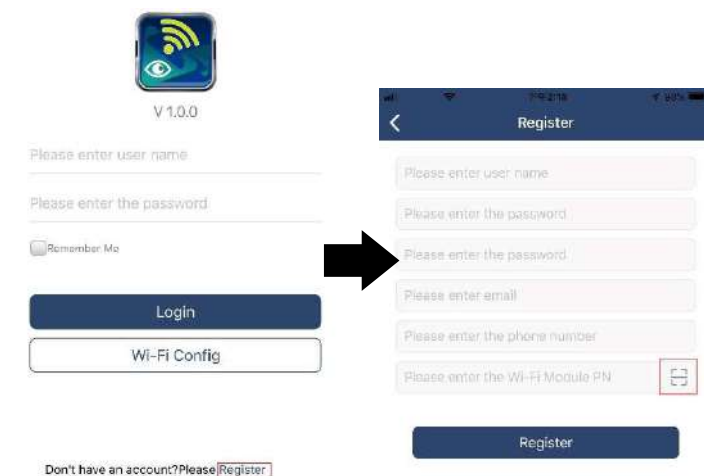 V 1.0.0
Please enter user name
Please enter the password
Remember Me
Login
Wi-Fi Config
Don't have an account?Please Register
Register
Please enter user name
Please enter the password
Please enter the password
Please enter email
Please enter the phone number
Please enter the Wi-Fi Module PN
Register